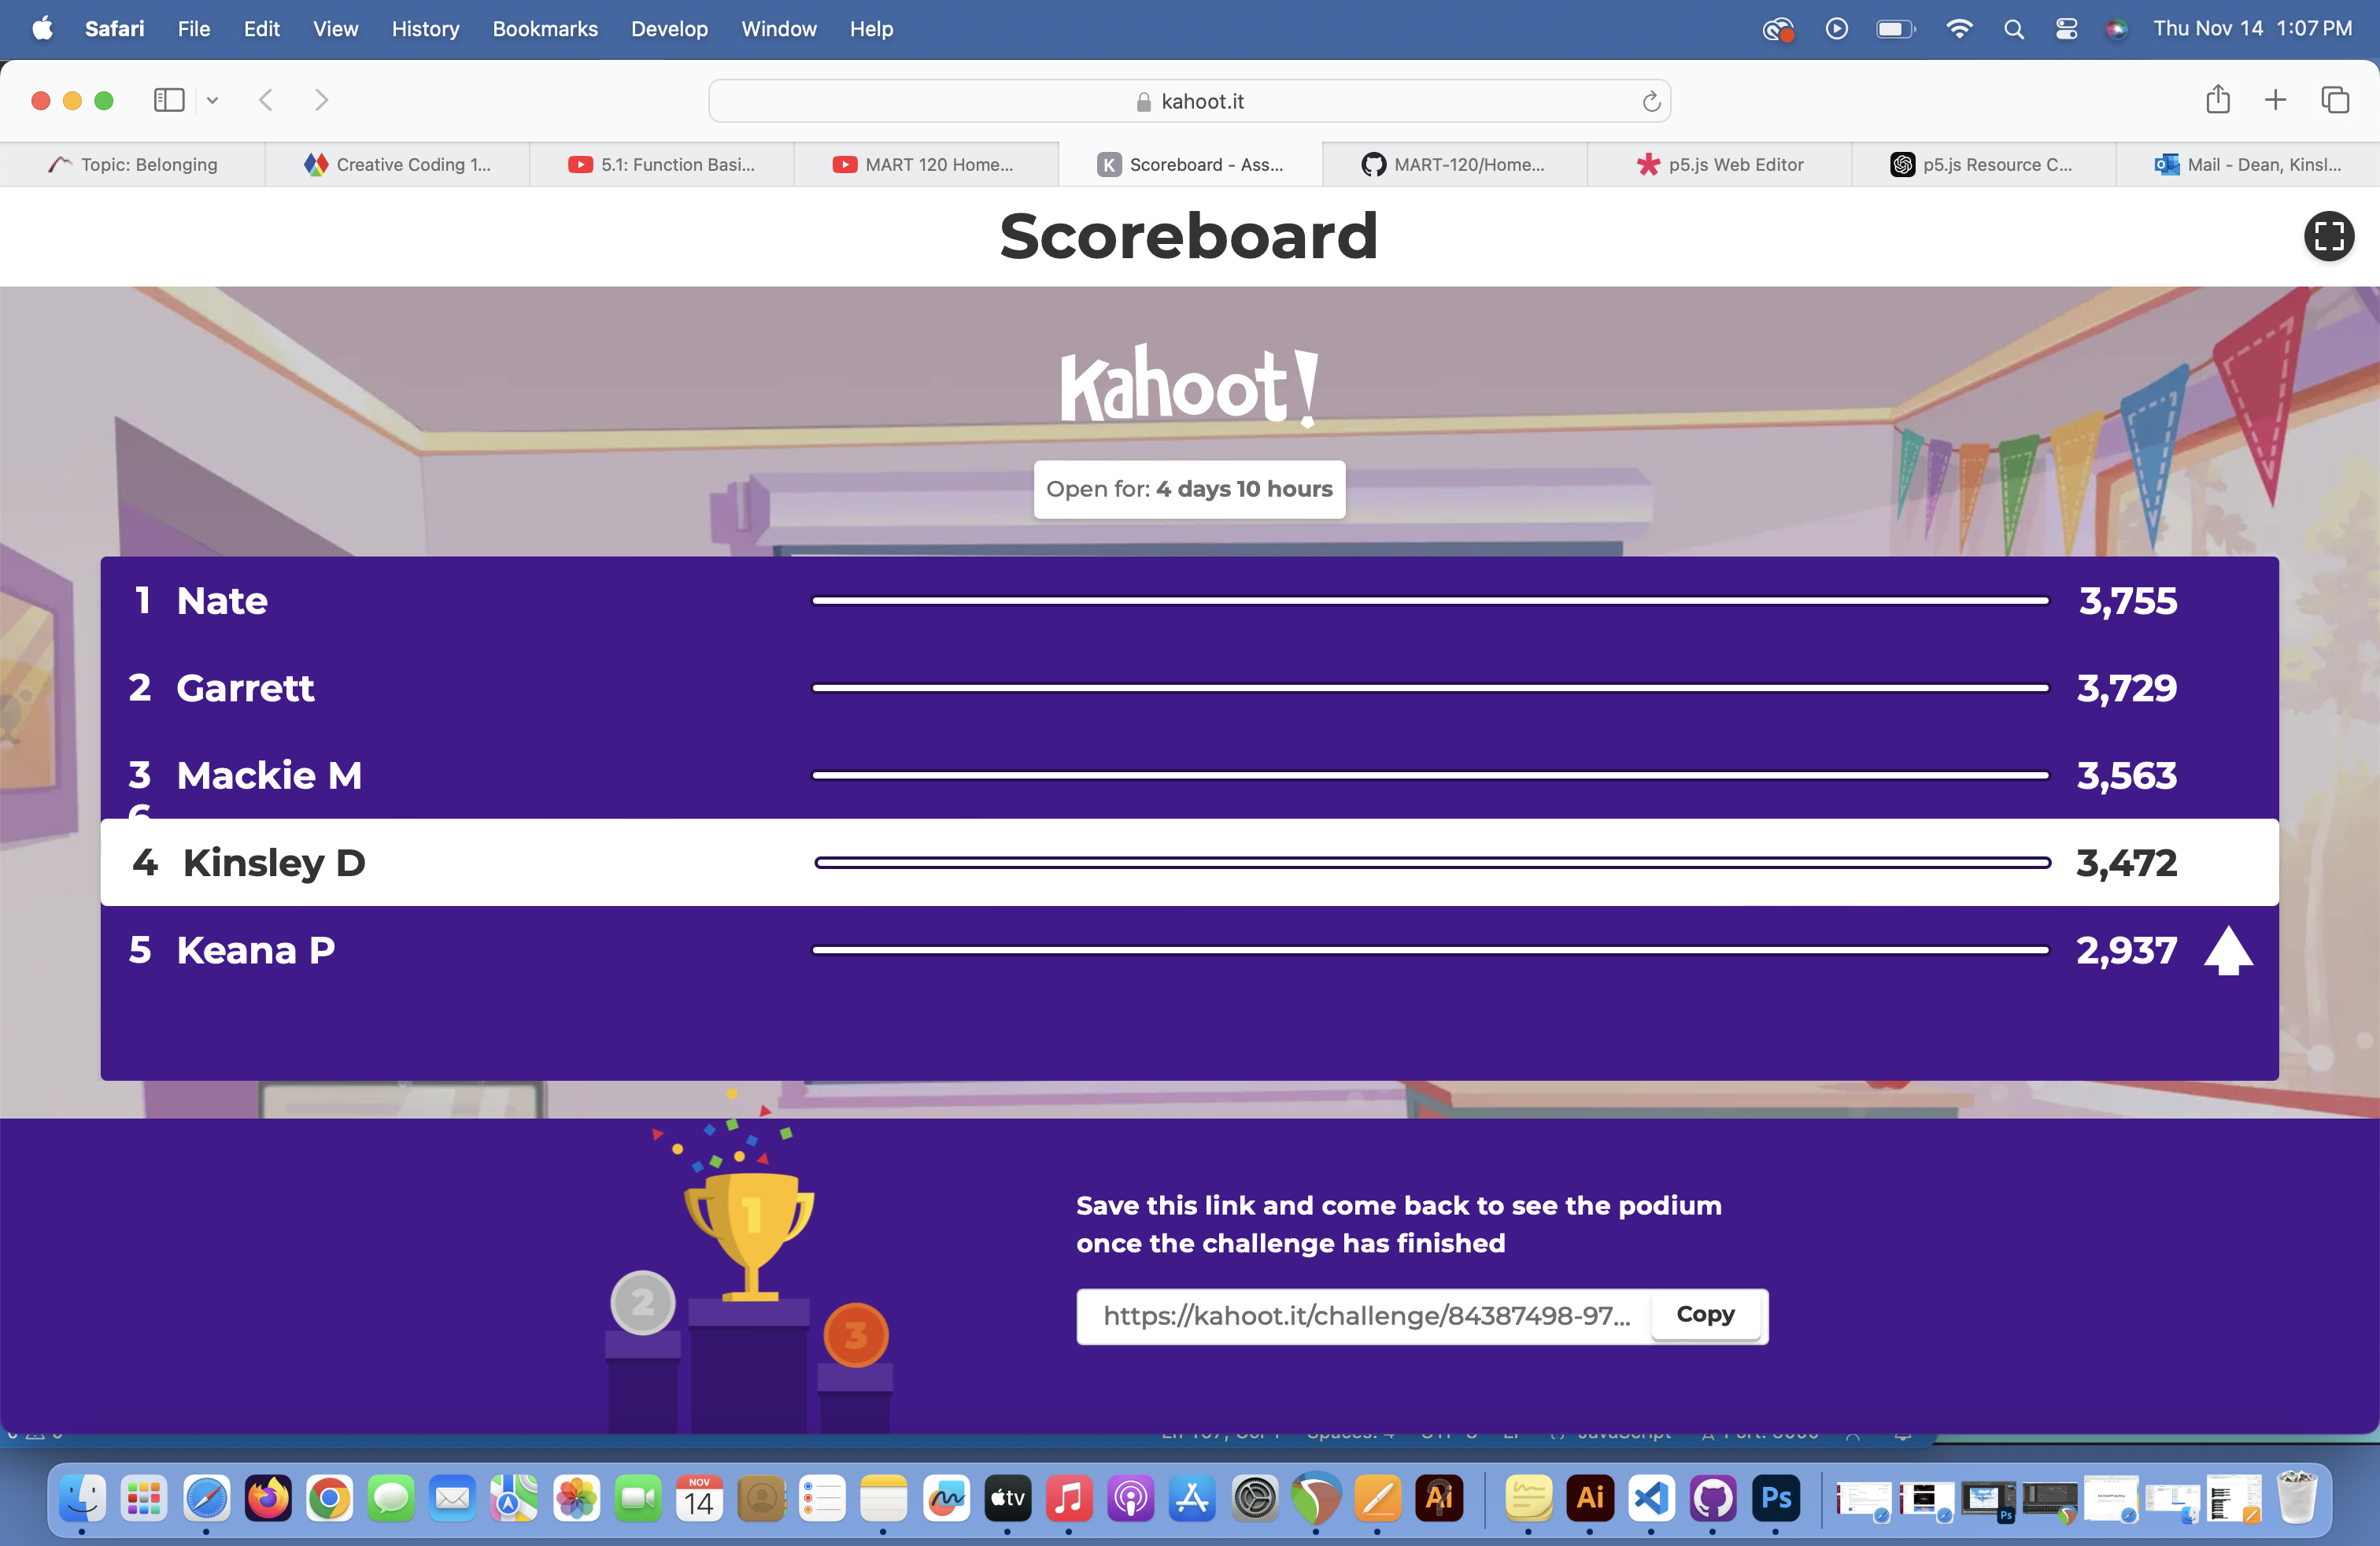 Safari File Edit View History Bookmarks Develop Window Help Thu Nov 14 1:07 PM
kahoot.it
Topic: Belonging Creative Coding 1... 5.1: Function Basi... MART 120 Home... K Scoreboard - Ass... MART-120/Home... p5.js Web Editor p5.js Resource C... Mail - Dean, Kinsl...
Scoreboard
Kahoot!
Open for: 4 days 10 hours
1 Nate 3,755
2 Garrett 3,729
3 Mackie M 3,563
4 Kinsley D 3,472
5 Keana P 2,937
1
2
3
Save this link and come back to see the podium
once the challenge has finished
https://kahoot.it/challenge/84387498-97... Copy
NOV
14
tv
Ai
Ps